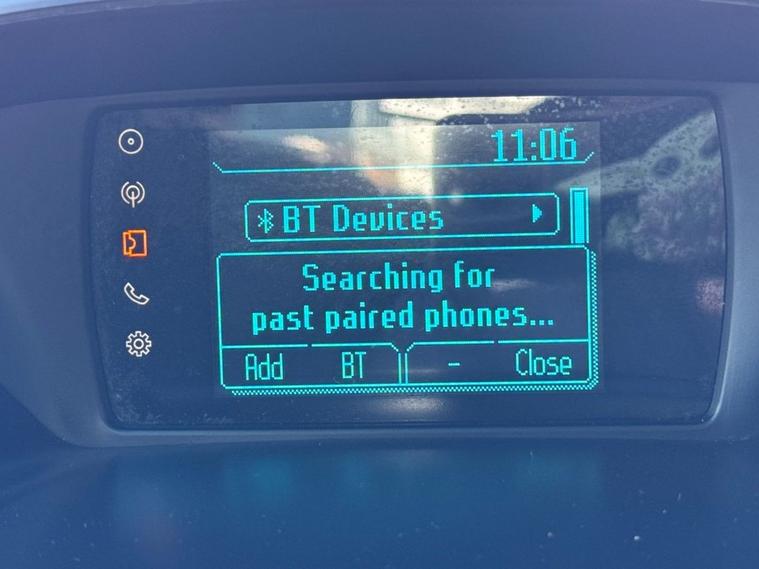 11:06
BT Devices
Searching for
past paired phones...
Add BT - Close